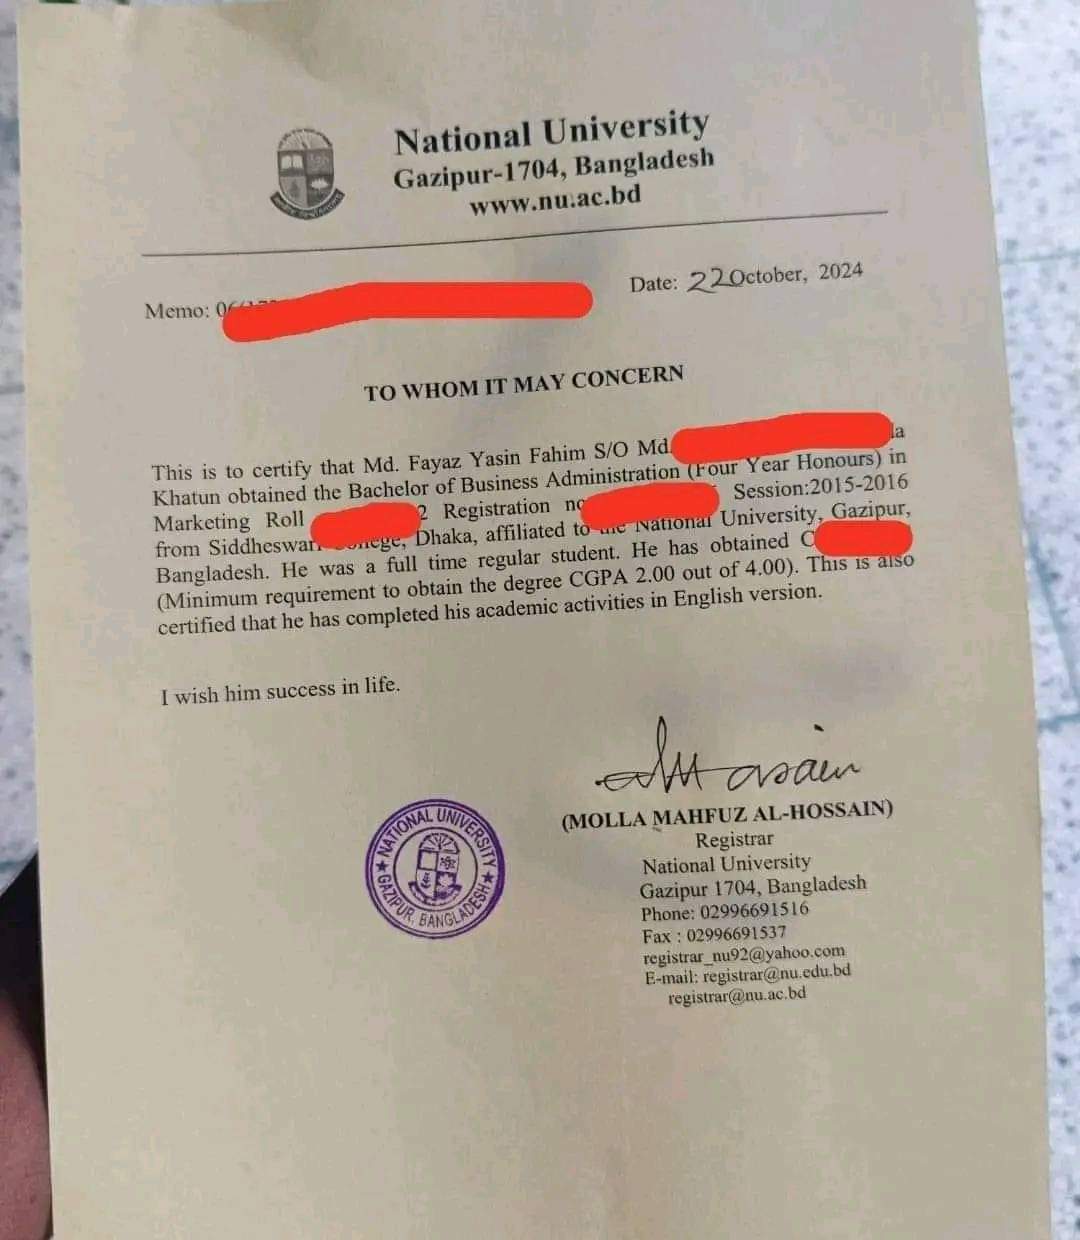 National University
Gazipur-1704, Bangladesh
www.nu.ac.bd
Memo:
Date: 22 October, 2024
TO WHOM IT MAY CONCERN
This is to certify that Md. Fayaz Yasin Fahim S/O Md.
Khatun obtained the Bachelor of Business Administration (Four Year Honours) in
Marketing Roll 2 Registration no Session:2015-2016
from Dhaka, affiliated to the National University, Gazipur,
Bangladesh. He was a full time regular student. He has obtained
(Minimum requirement to obtain the degree CGPA 2.00 out of 4.00). This is also
certified that he has completed his academic activities in English version.
I wish him success in life.
(MOLLA MAHFUZ AL-HOSSAIN)
Registrar
National University
Gazipur 1704, Bangladesh
Phone: 02996691516
Fax : 02996691537
registrar_nu92@yahoo.com
E-mail: registrar@nu.edu.bd
registrar@nu.ac.bd
NATIONAL UNIVERSITY
GAZIPUR, BANGLADESH